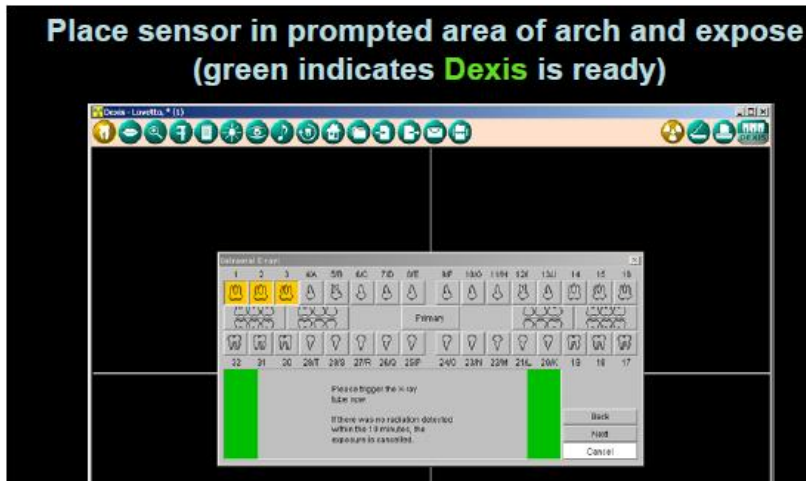 Place sensor in prompted area of arch and expose
(green indicates Dexis is ready)
Dexis - Lovetto, * (1)
DEXIS
Intraoral X-ray!
1 2 3 4/A 5/B 6/C 7/D 8/E 9/F 10/G 11/H 12/I 13/J 14 15 16
Primary
32 31 30 29/T 28/S 27/R 26/Q 25/P 24/O 23/N 22/M 21/L 20/K 19 18 17
Please trigger the X-ray
tube now
If there was no radiation detected
within the 10 minutes, the
exposure is cancelled.
Back
Next
Cancel